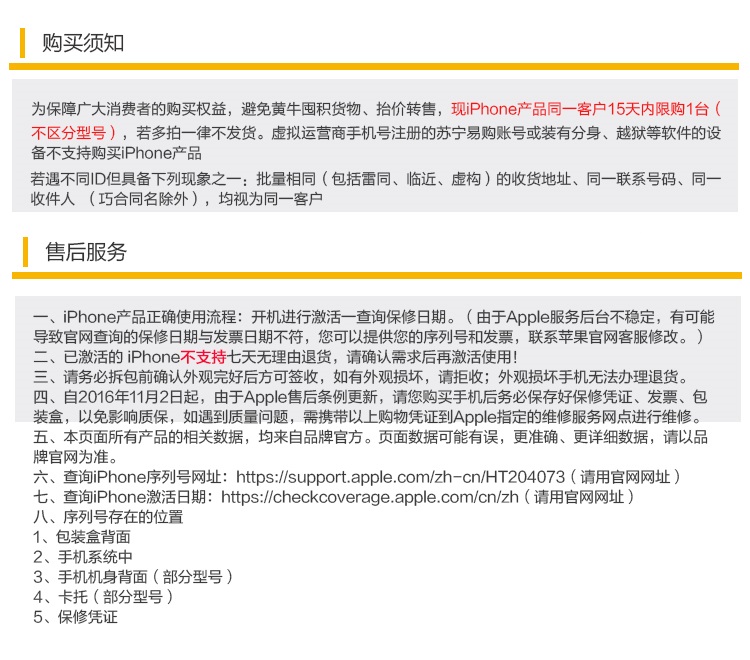 购买须知
为保障广大消费者的购买权益，避免黄牛囤积货物、抬价转售，现iPhone产品同一客户15天内限购1台（
不区分型号），若多拍一律不发货。虚拟运营商手机号注册的苏宁易购账号或装有分身、越狱等软件的设
备不支持购买iPhone产品
若遇不同ID但具备下列现象之一：批量相同（包括雷同、临近、虚构）的收货地址、同一联系号码、同一
收件人 （巧合同名除外），均视为同一客户
售后服务
一、iPhone产品正确使用流程：开机进行激活一查询保修日期。（由于Apple服务后台不稳定，有可能
导致官网查询的保修日期与发票日期不符，您可以提供您的序列号和发票，联系苹果官网客服修改。）
二、已激活的 iPhone不支持七天无理由退货，请确认需求后再激活使用！
三、请务必拆包前确认外观完好后方可签收，如有外观损坏，请拒收；外观损坏手机无法办理退货。
四、自2016年11月2日起，由于Apple售后条例更新，请您购买手机后务必保存好保修凭证、发票、包
装盒，以免影响质保，如遇到质量问题，需携带以上购物凭证到Apple指定的维修服务网点进行维修。
五、本页面所有产品的相关数据，均来自品牌官方。页面数据可能有误，更准确、更详细数据，请以品
牌官网为准。
六、查询iPhone序列号网址：https://support.apple.com/zh-cn/HT204073（请用官网网址）
七、查询iPhone激活日期：https://checkcoverage.apple.com/cn/zh（请用官网网址）
八、序列号存在的位置
1、包装盒背面
2、手机系统中
3、手机机身背面（部分型号）
4、卡托（部分型号）
5、保修凭证